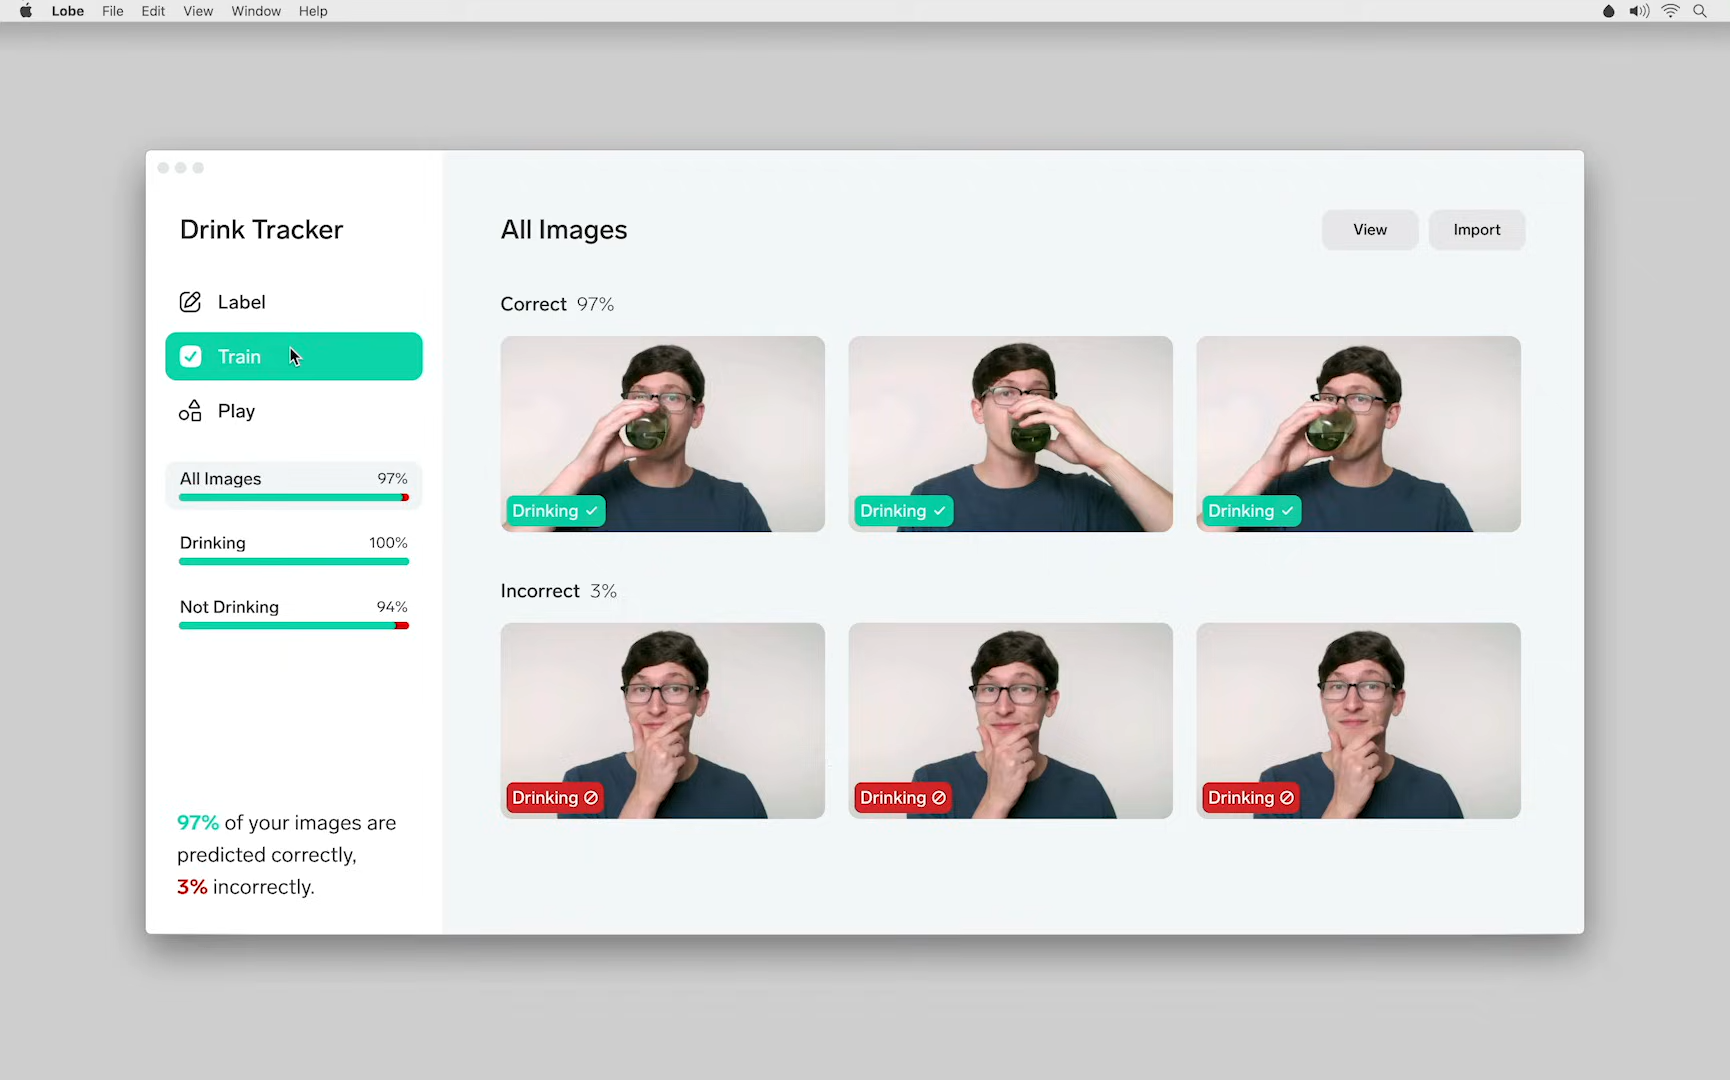 Lobe File Edit View Window Help
Drink Tracker
Label
Train
Play
All Images 97%
Drinking 100%
Not Drinking 94%
97% of your images are
predicted correctly,
3% incorrectly.
All Images
View Import
Correct 97%
Drinking Drinking Drinking
Incorrect 3%
Drinking Drinking Drinking